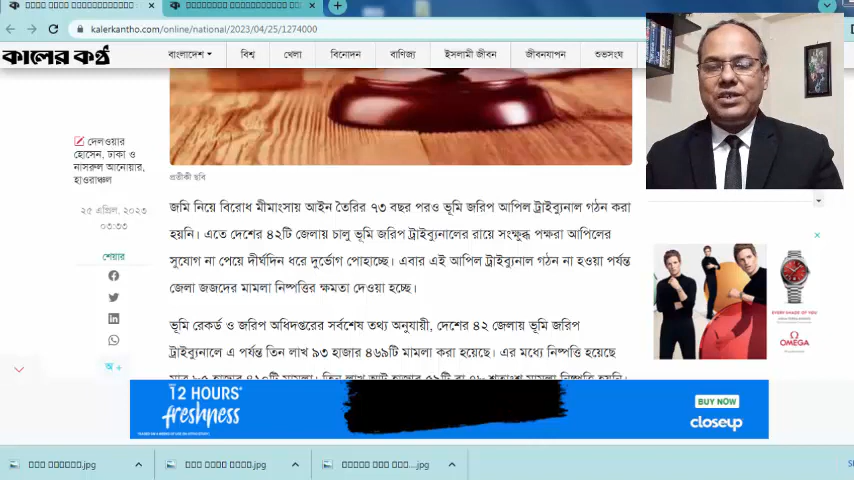 kalerkantho.com/online/national/2023/04/25/1274000
কালের কণ্ঠ
বাংলাদেশ
বিশ্ব
খেলা
বিনোদন
বাণিজ্য
ইসলামী জীবন
জীবনযাপন
শুভসংঘ
দেলওয়ার
হোসেন, ঢাকা ও
নাসরুল আনোয়ার,
হাওরাঞ্চল
প্রতীকী ছবি
২৫ এপ্রিল, ২০২৩
০৩:৩৩
শেয়ার
অ +
জমি নিয়ে বিরোধ মীমাংসায় আইন তৈরির ৭৩ বছর পরও ভূমি জরিপ আপিল ট্রাইব্যুনাল গঠন করা
হয়নি। এতে দেশের ৪২টি জেলায় চালু ভূমি জরিপ ট্রাইব্যুনালের রায়ে সংক্ষুব্ধ পক্ষরা আপিলের
সুযোগ না পেয়ে দীর্ঘদিন ধরে দুর্ভোগ পোহাচ্ছে। এবার এই আপিল ট্রাইব্যুনাল গঠন না হওয়া পর্যন্ত
জেলা জজদের মামলা নিষ্পত্তির ক্ষমতা দেওয়া হচ্ছে।
ভূমি রেকর্ড ও জরিপ অধিদপ্তরের সর্বশেষ তথ্য অনুযায়ী, দেশের ৪২ জেলায় ভূমি জরিপ
ট্রাইব্যুনালে এ পর্যন্ত তিন লাখ ৯৩ হাজার ৪৬৯টি মামলা করা হয়েছে। এর মধ্যে নিষ্পত্তি হয়েছে
OMEGA
12 HOURS*
freshness
BUY NOW
closeup